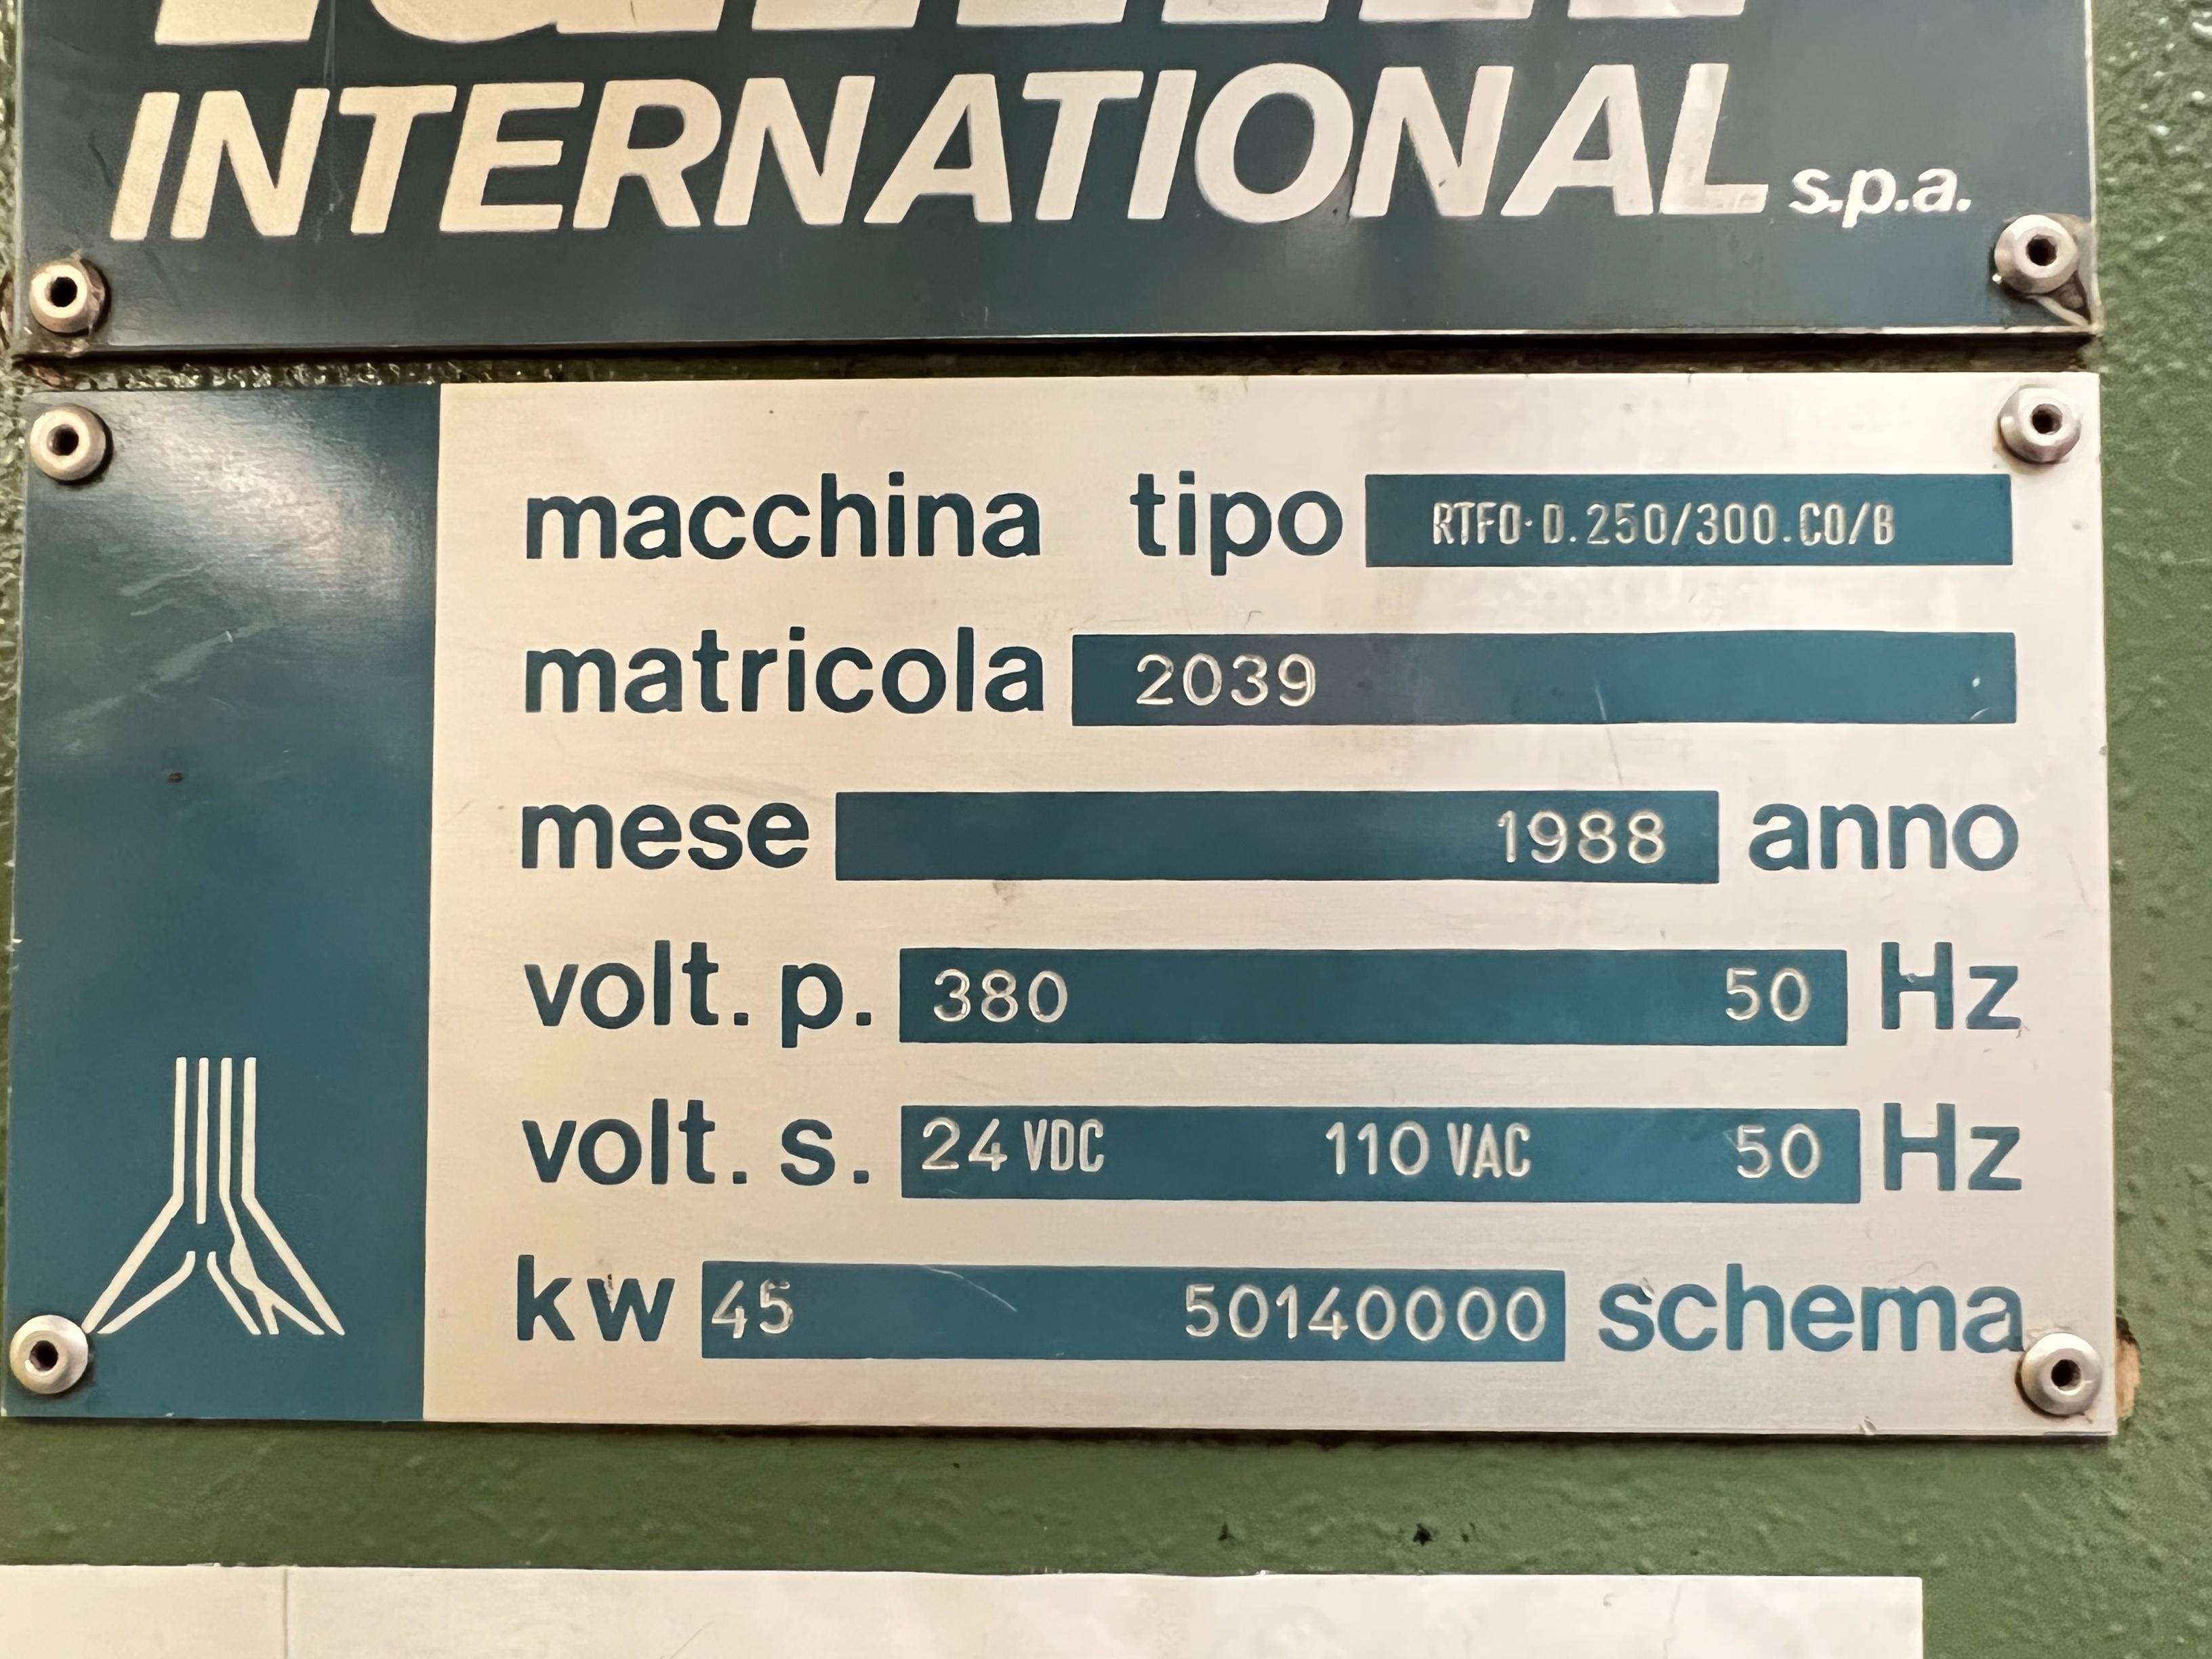 INTERNATIONAL s.p.a.
macchina tipo RTFO-D.250/300.CO/B
matricola 2039
mese 1988 anno
volt. p. 380 50 Hz
volt. s. 24 VDC 110 VAC 50 Hz
kw 45 50140000 schema